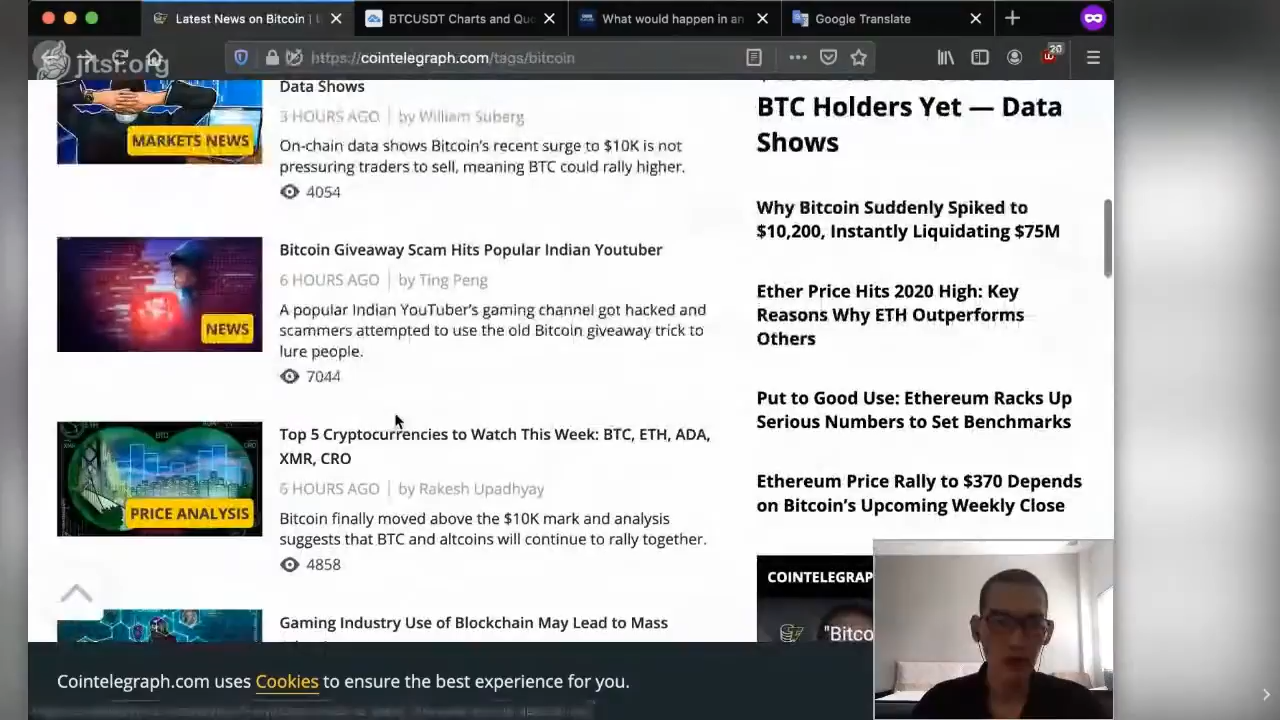 Latest News on Bitcoin | U
BTCUSDT Charts and Quo
What would happen in an
Google Translate
jitsi.org
https://cointelegraph.com/tags/bitcoin
20
Data Shows
3 HOURS AGO | by William Suberg
MARKETS NEWS
On-chain data shows Bitcoin's recent surge to $10K is not
pressuring traders to sell, meaning BTC could rally higher.
4054
Bitcoin Giveaway Scam Hits Popular Indian Youtuber
6 HOURS AGO | by Ting Peng
A popular Indian YouTuber's gaming channel got hacked and
scammers attempted to use the old Bitcoin giveaway trick to
lure people.
NEWS
7044
Top 5 Cryptocurrencies to Watch This Week: BTC, ETH, ADA,
XMR, CRO
6 HOURS AGO | by Rakesh Upadhyay
PRICE ANALYSIS
Bitcoin finally moved above the $10K mark and analysis
suggests that BTC and altcoins will continue to rally together.
4858
Gaming Industry Use of Blockchain May Lead to Mass
BTC Holders Yet — Data
Shows
Why Bitcoin Suddenly Spiked to
$10,200, Instantly Liquidating $75M
Ether Price Hits 2020 High: Key
Reasons Why ETH Outperforms
Others
Put to Good Use: Ethereum Racks Up
Serious Numbers to Set Benchmarks
Ethereum Price Rally to $370 Depends
on Bitcoin's Upcoming Weekly Close
COINTELEGRAP
"Bitco
Cointelegraph.com uses Cookies to ensure the best experience for you.